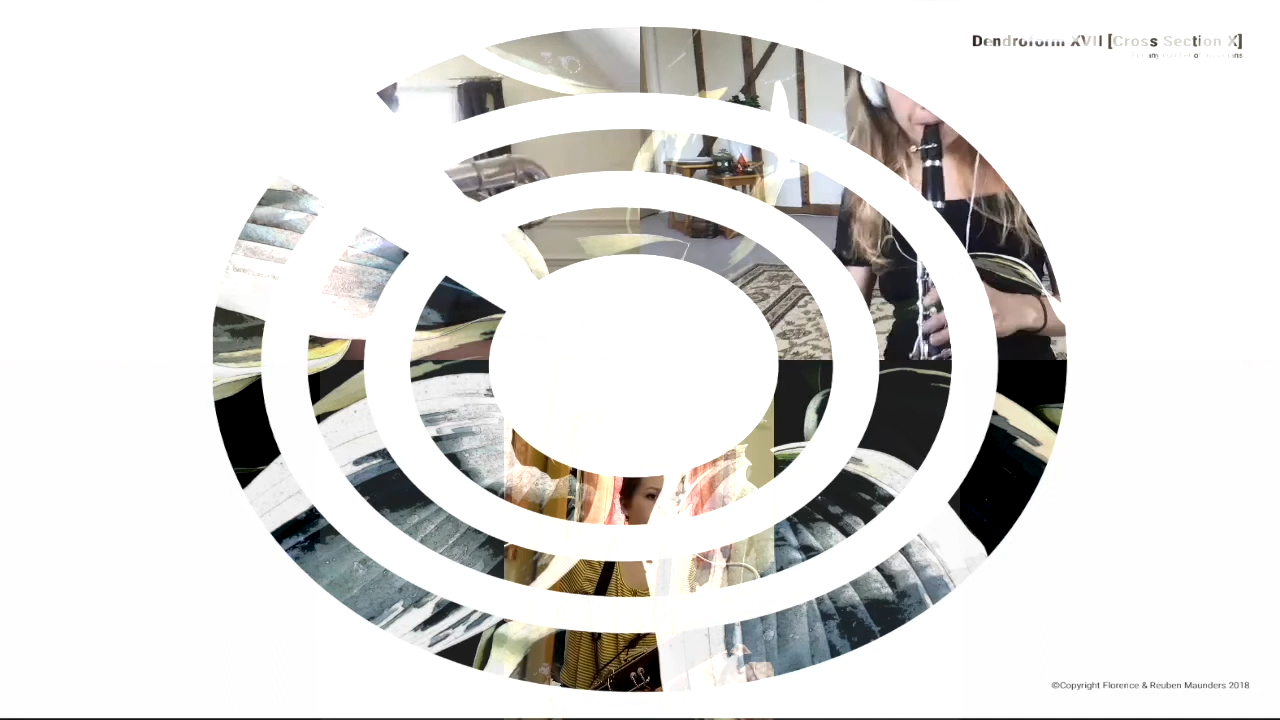 Dendroform XVII [Cross Section X]
©Copyright Florence & Reuben Maunders 2018